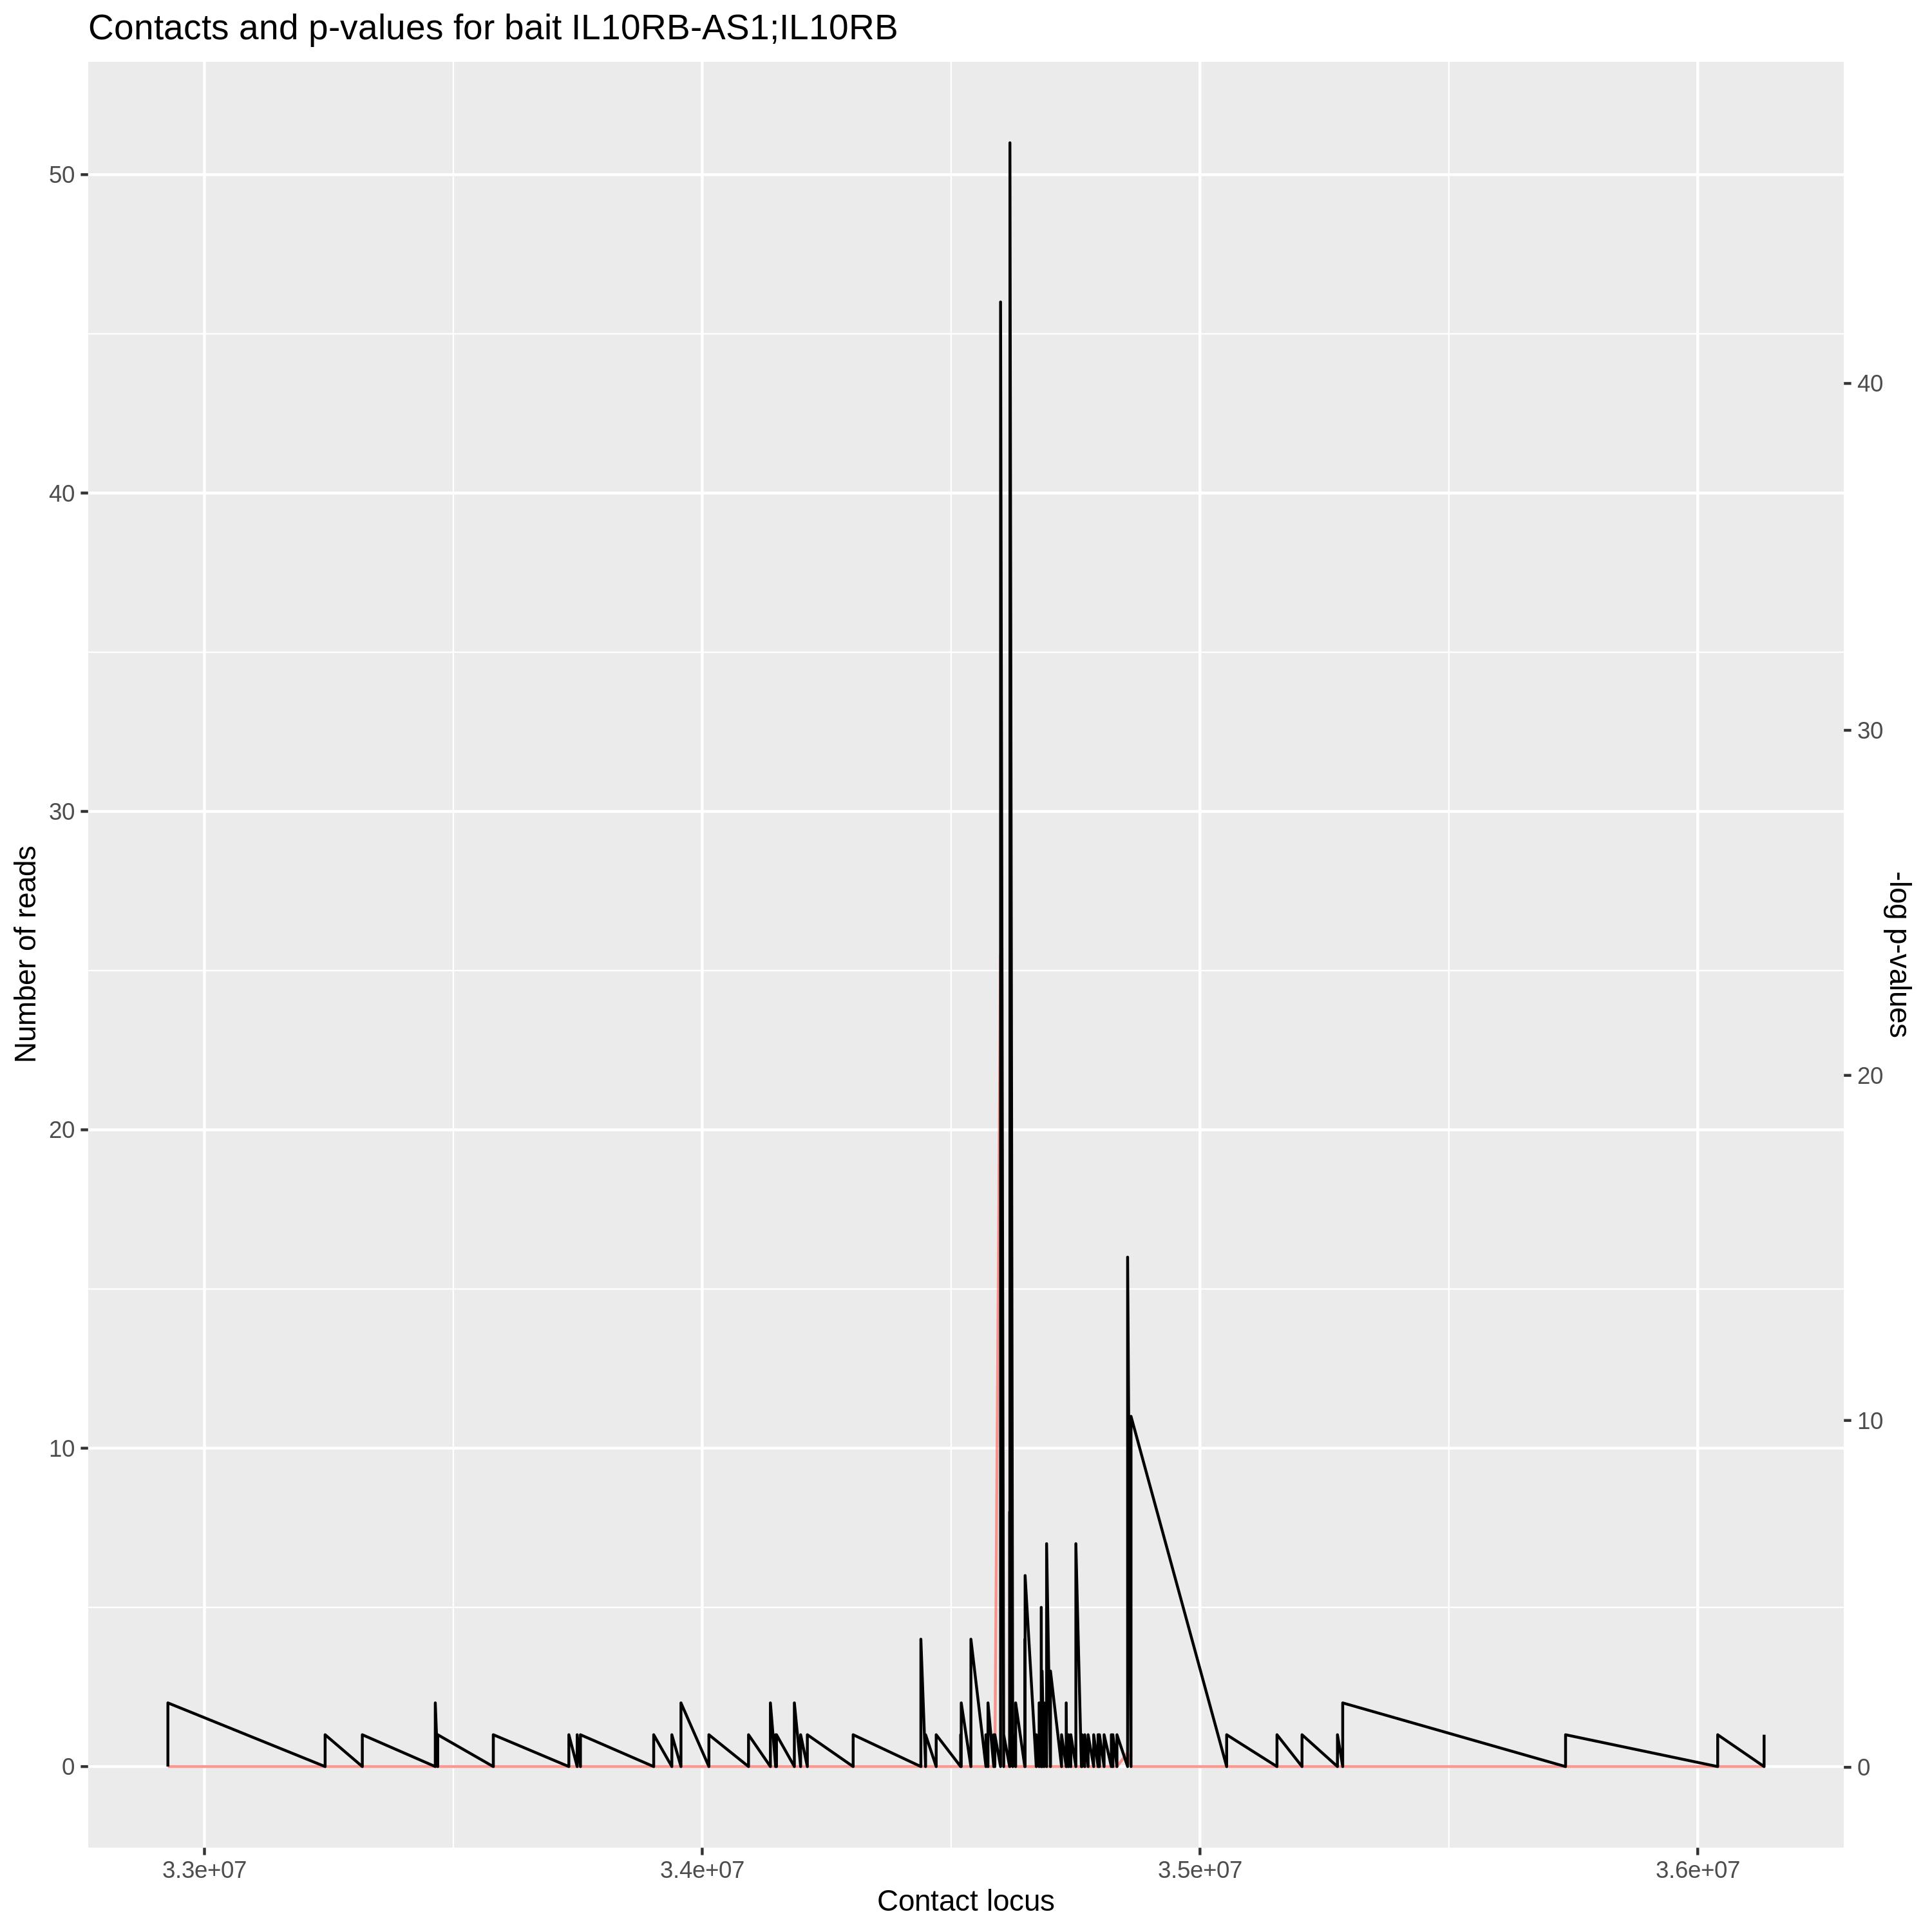 Contacts and p-values for bait IL10RB-AS1;IL10RB
50
40
30
20
10
0
Number of reads
40
30
20
10
0
-log p-values
3.3e+07
3.4e+07
3.5e+07
3.6e+07
Contact locus